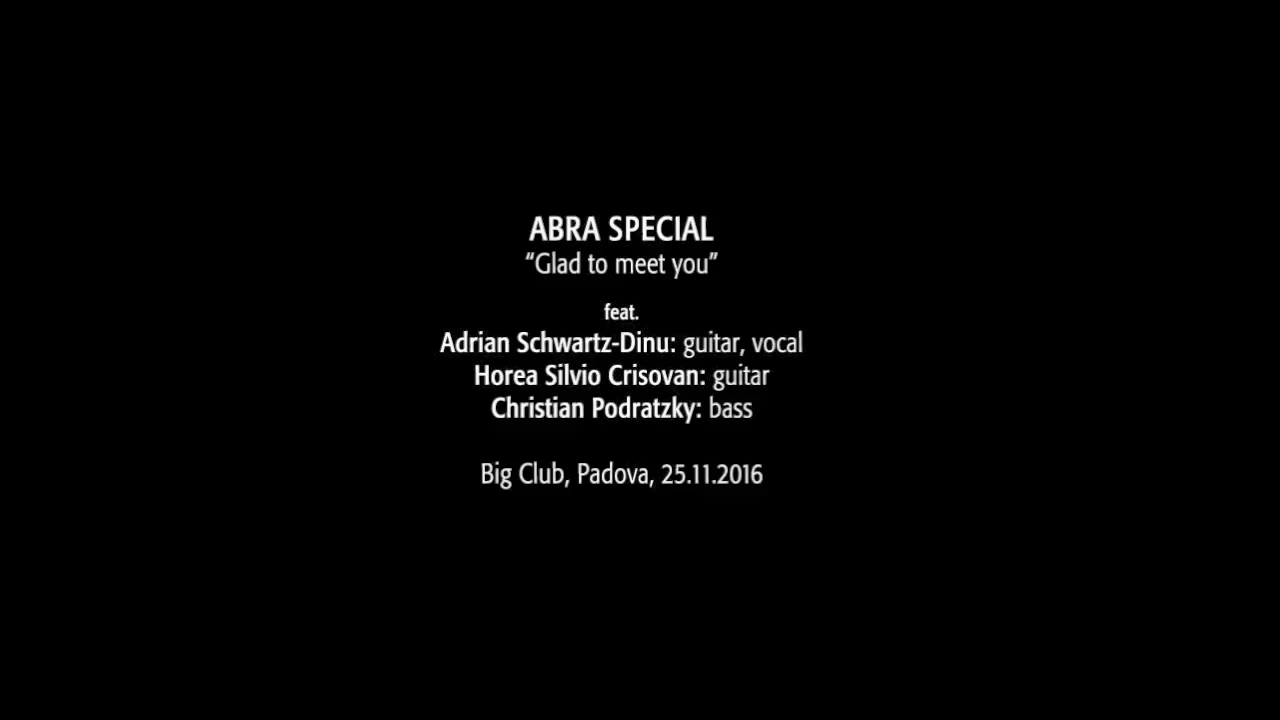 ABRA SPECIAL
“Glad to meet you”
feat.
Adrian Schwartz-Dinu: guitar, vocal
Horea Silvio Crisovan: guitar
Christian Podratzky: bass
Big Club, Padova, 25.11.2016